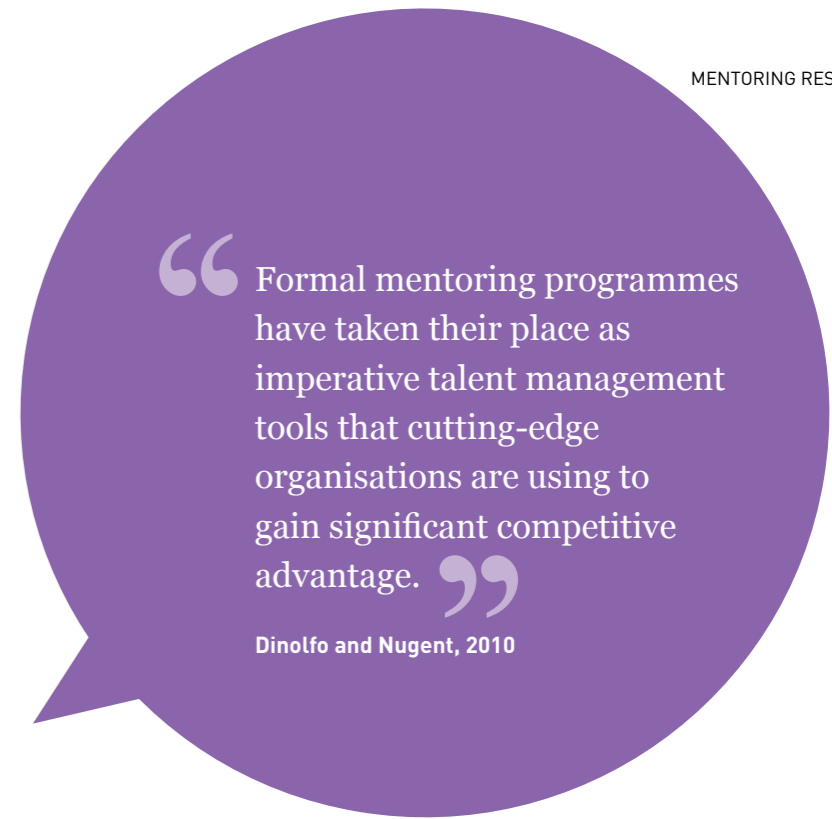 MENTORING RES
“Formal mentoring programmes
have taken their place as
imperative talent management
tools that cutting-edge
organisations are using to
gain significant competitive
advantage.”
Dinolfo and Nugent, 2010